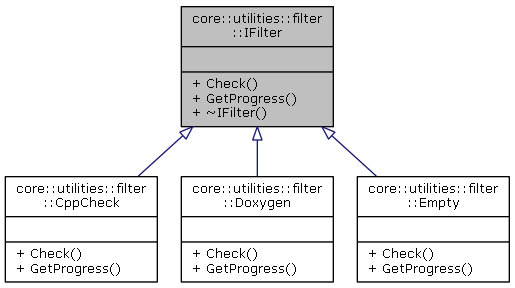 core::utilities::filter
::IFilter
+ Check()
+ GetProgress()
+ ~IFilter()
core::utilities::filter
::CppCheck
+ Check()
+ GetProgress()
core::utilities::filter
::Doxygen
+ Check()
+ GetProgress()
core::utilities::filter
::Empty
+ Check()
+ GetProgress()